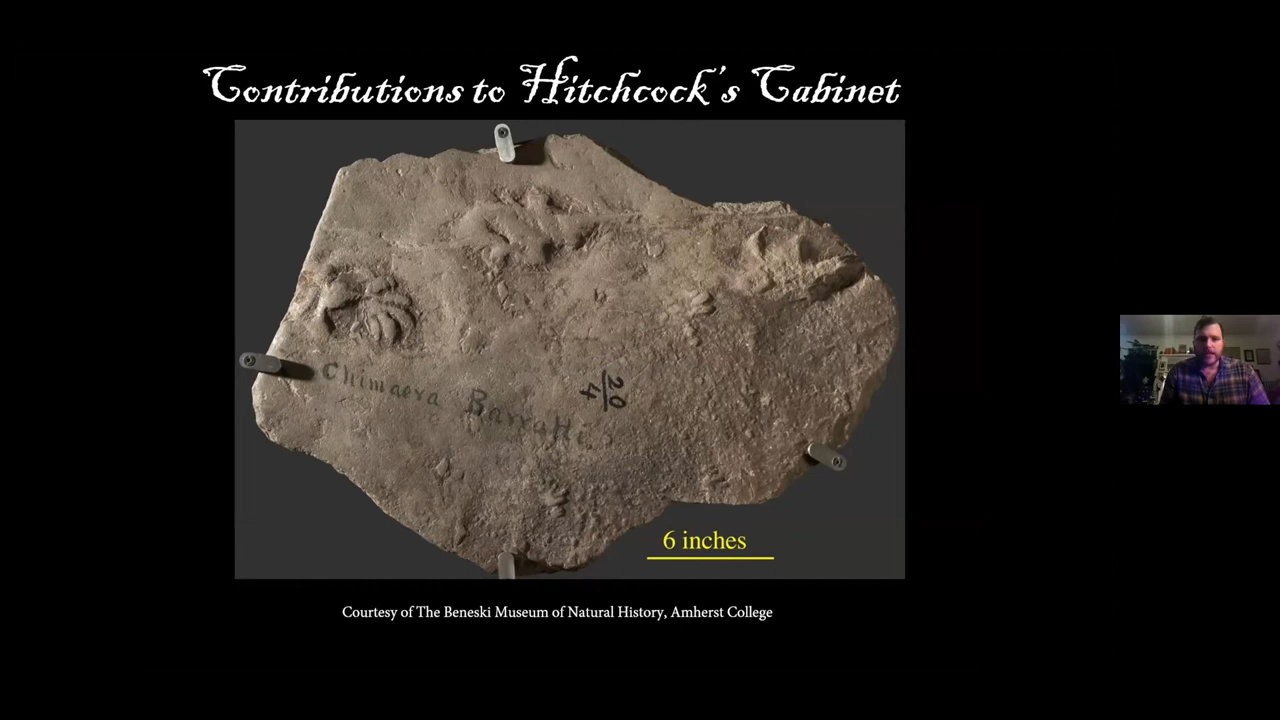 Contributions to Hitchcock's Cabinet
Chimaera Barratti
20/4
6 inches
Courtesy of The Beneski Museum of Natural History, Amherst College